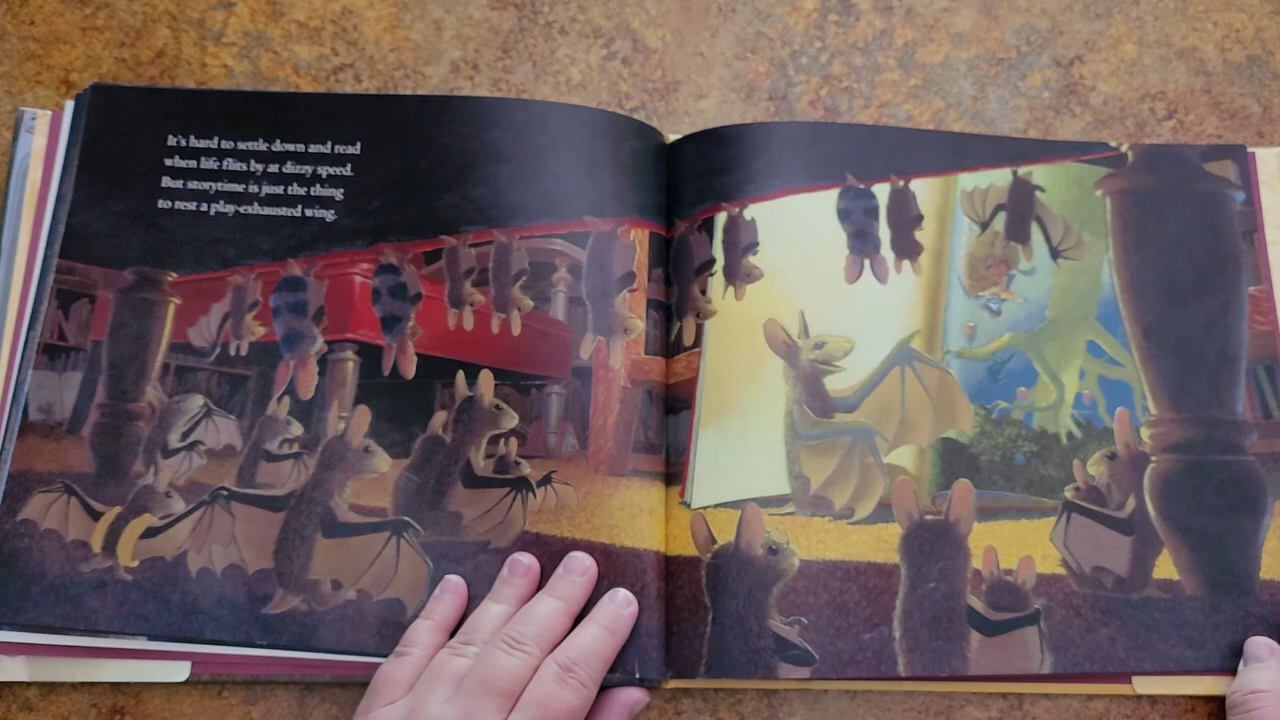 It's hard to settle down and read
when life flits by at dizzy speed.
But storytime is just the thing
to rest a play-exhausted wing.